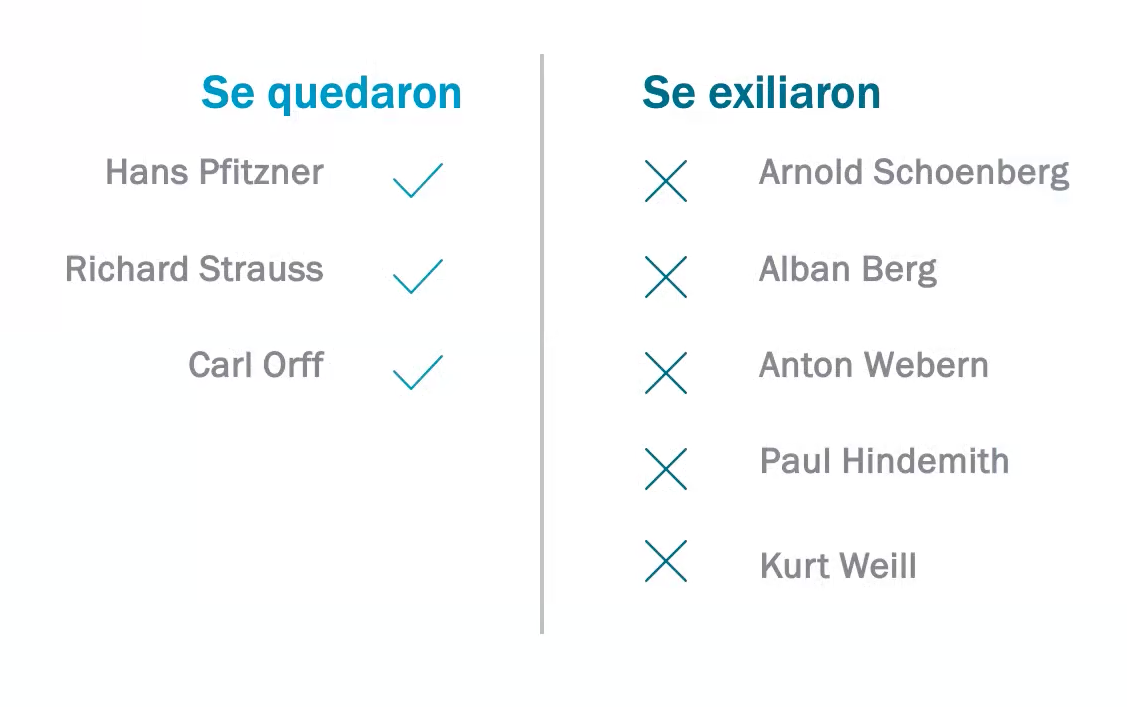 Se quedaron
Hans Pfitzner
Richard Strauss
Carl Orff
Se exiliaron
Arnold Schoenberg
Alban Berg
Anton Webern
Paul Hindemith
Kurt Weill